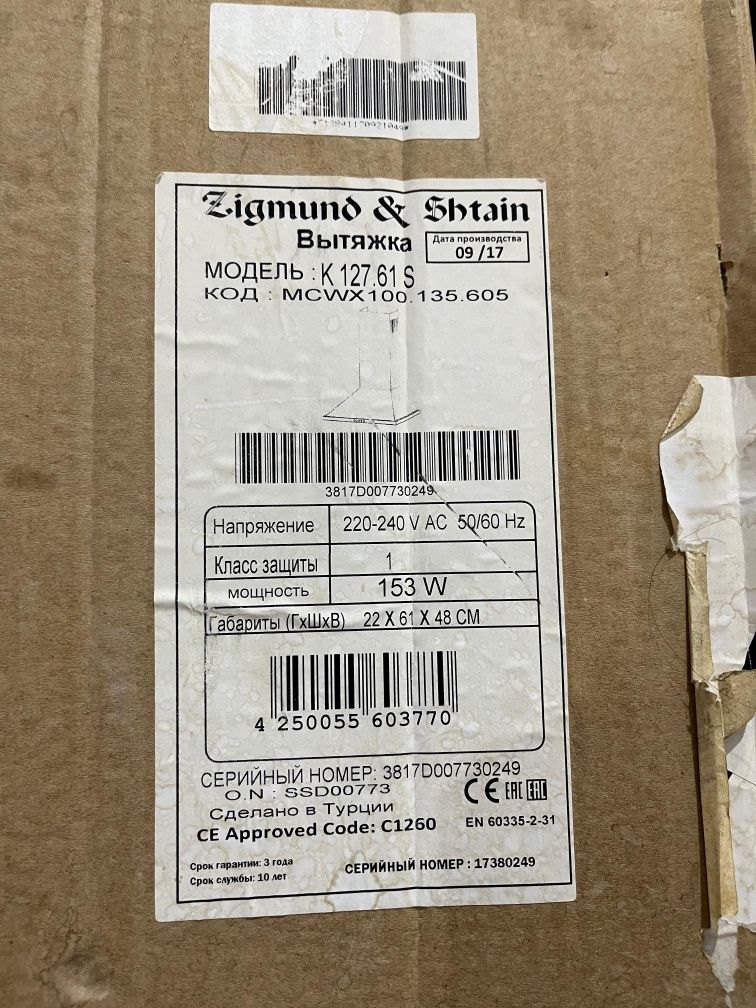 Zigmund & Shtain
Вытяжка
Дата производства
09 /17
МОДЕЛЬ : K 127.61 S
КОД : MCWX100.135.605
3817D007730249
Напряжение 220-240 V AC 50/60 Hz
Класс защиты 1
мощность 153 W
Габариты (ГхШхВ) 22 X 61 X 48 CM
4 250055 603770
СЕРИЙНЫЙ НОМЕР: 3817D007730249
O.N : SSD00773
CE EAC EAC
Сделано в Турции
CE Approved Code: C1260 EN 60335-2-31
Срок гарантии: 3 года
Срок службы: 10 лет
СЕРИЙНЫЙ НОМЕР : 17380249